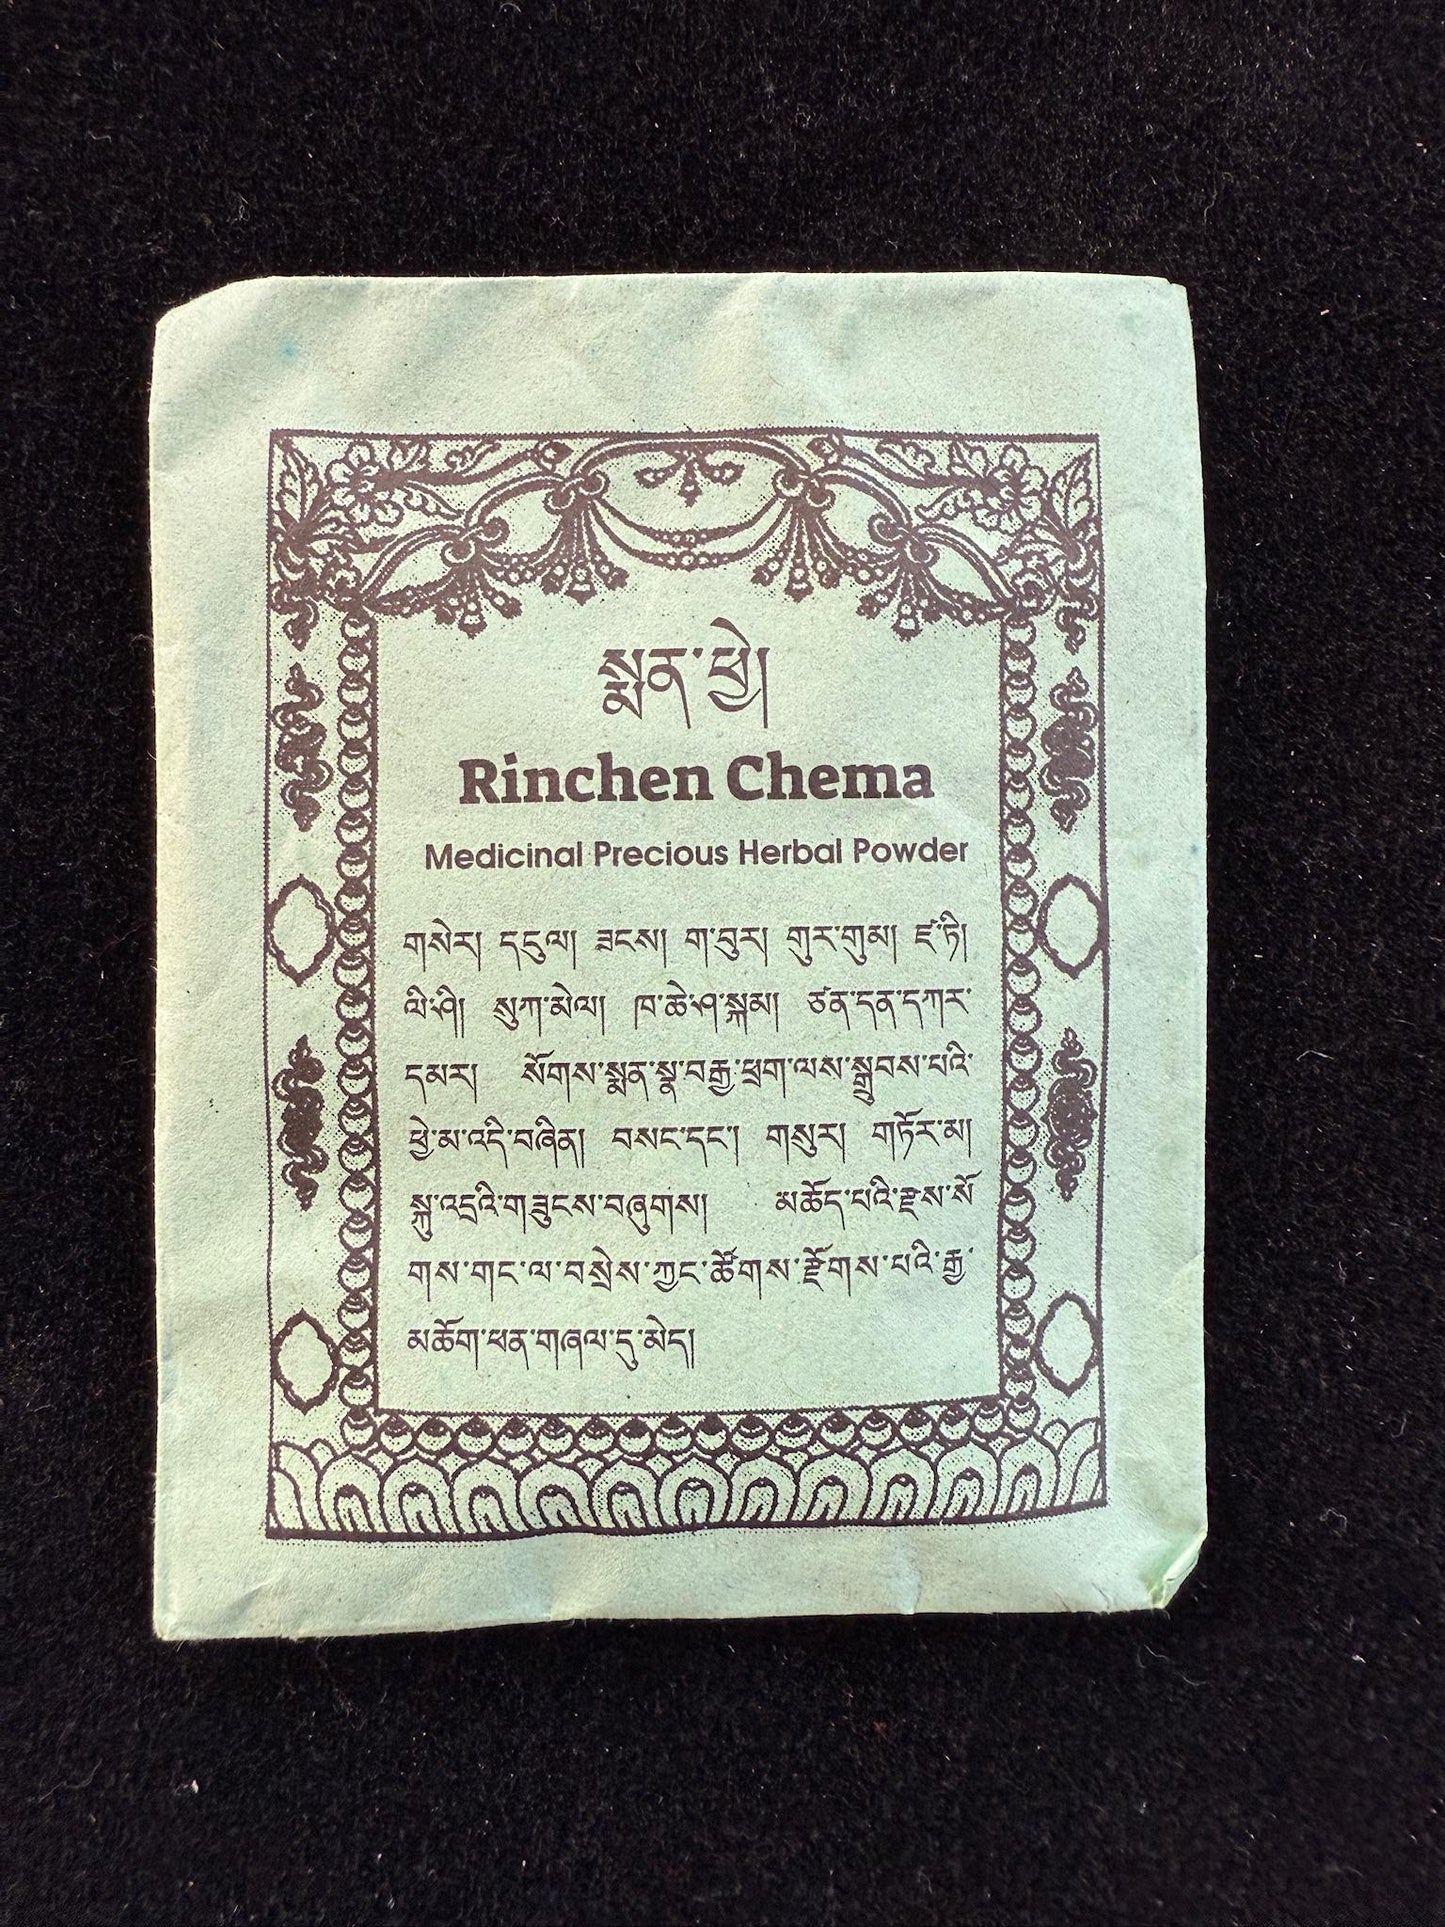 སྨན་ཕྱེ།
Rinchen Chema
Medicinal Precious Herbal Powder
གསེར། དངུལ། ཟངས། ག་བུར། གུར་གུམ། ཛ་ཏི།
ལི་ཤི། སུཀ་མེལ། ཁ་ཆེ་ཤ་སྐམ། ཙན་དན་དཀར་
དམར། སོགས་སྨན་སྣ་བརྒྱ་ཕྲག་ལས་སྒྲུབས་པའི་
ཕྱེ་མ་འདི་བཞིན། བསང་དང་། གསུར། གཏོར་མ།
སྐུ་འདྲའི་གཟུངས་བཞུགས། མཆོད་པའི་རྫས་སོ
གས་གང་ལ་བསྲེས་ཀྱང་ཚོགས་རྫོགས་པའི་རྒྱ་
མཆོག་ཕན་གཞལ་དུ་མེད།